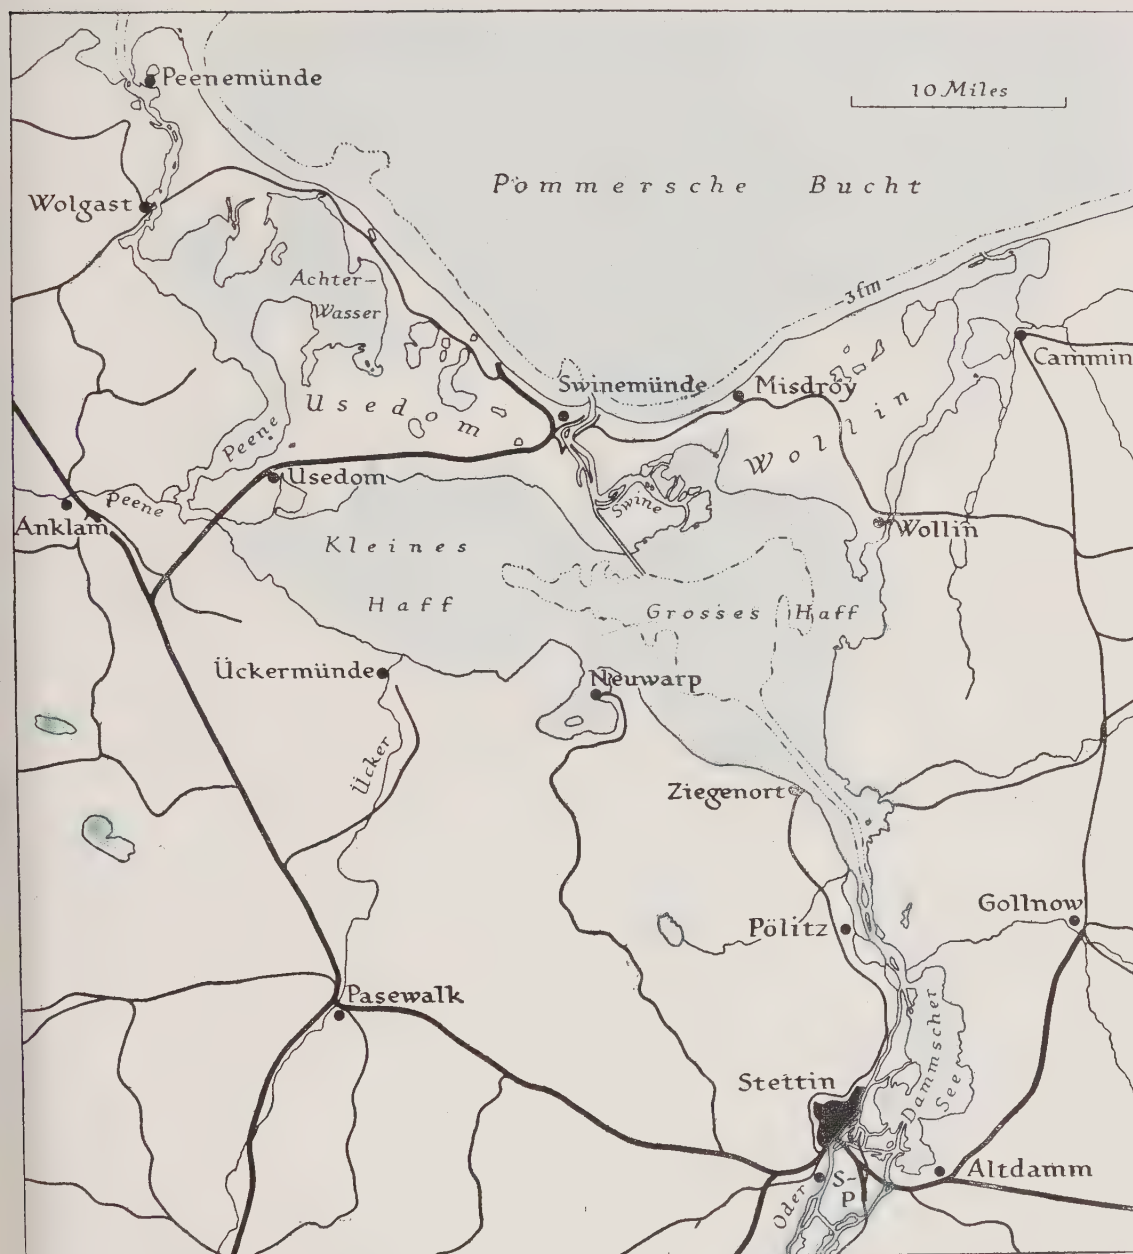 Peenemünde
10 Miles
Pommersche Bucht
Wolgast
Achter-
Wasser
3fm
Cammin
Swinemünde
Misdroy
Usedom
Wollin
Peene
Usedom
Peene
Swine
Anklam
Wollin
Kleines
Haff
Grosses Haff
Ückermünde
Neuwarp
Ücker
Ziegenort
Gollnow
Pölitz
Pasewalk
Dammscher
See
Stettin
Altdamm
S-
P
Oder